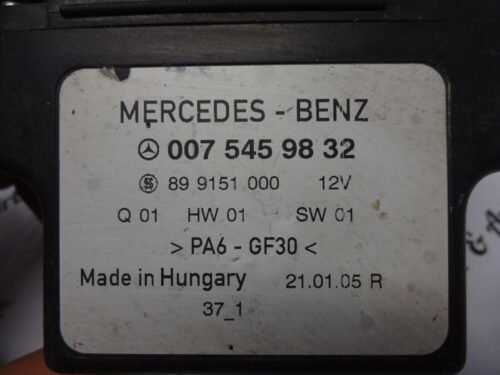 MERCEDES - BENZ
007 545 98 32
89 9151 000 12V
Q 01 HW 01 SW 01
> PA6 - GF30 <
Made in Hungary 21.01.05 R
37_1